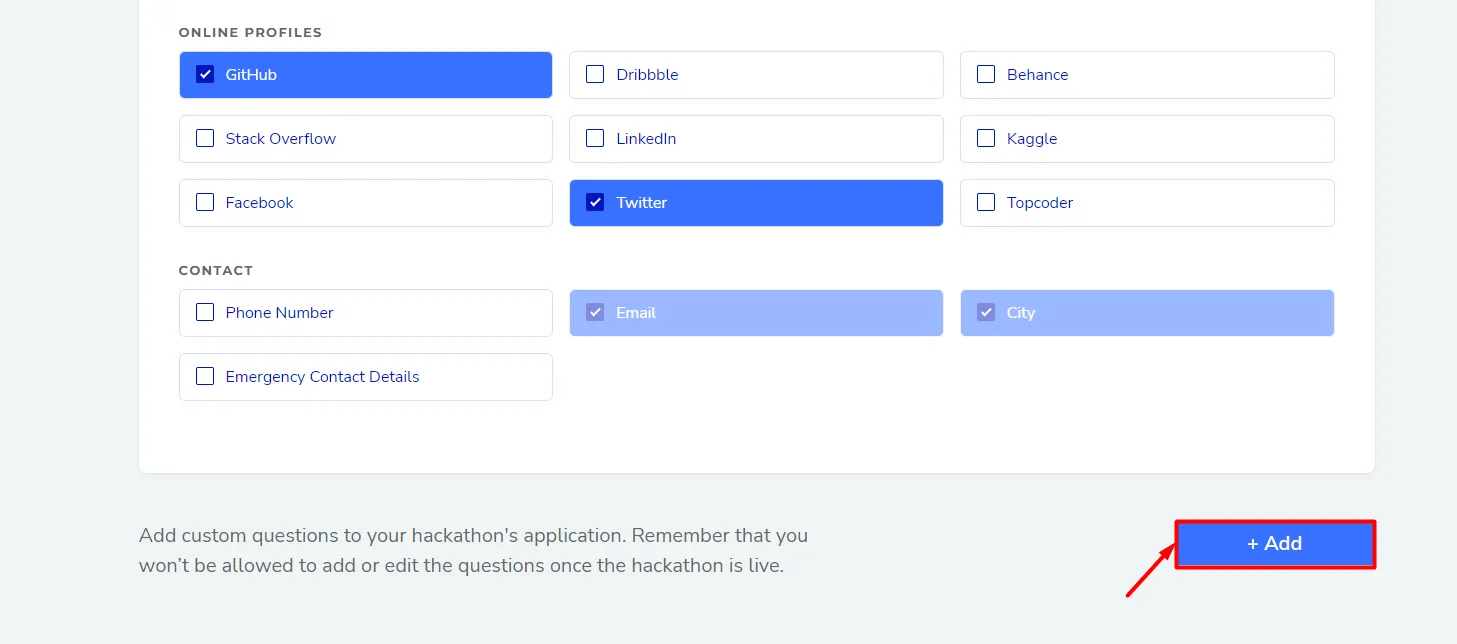 ONLINE PROFILES
GitHub
Dribbble
Behance
Stack Overflow
LinkedIn
Kaggle
Facebook
Twitter
Topcoder
CONTACT
Phone Number
Email
City
Emergency Contact Details
Add custom questions to your hackathon's application. Remember that you
won’t be allowed to add or edit the questions once the hackathon is live.
+ Add